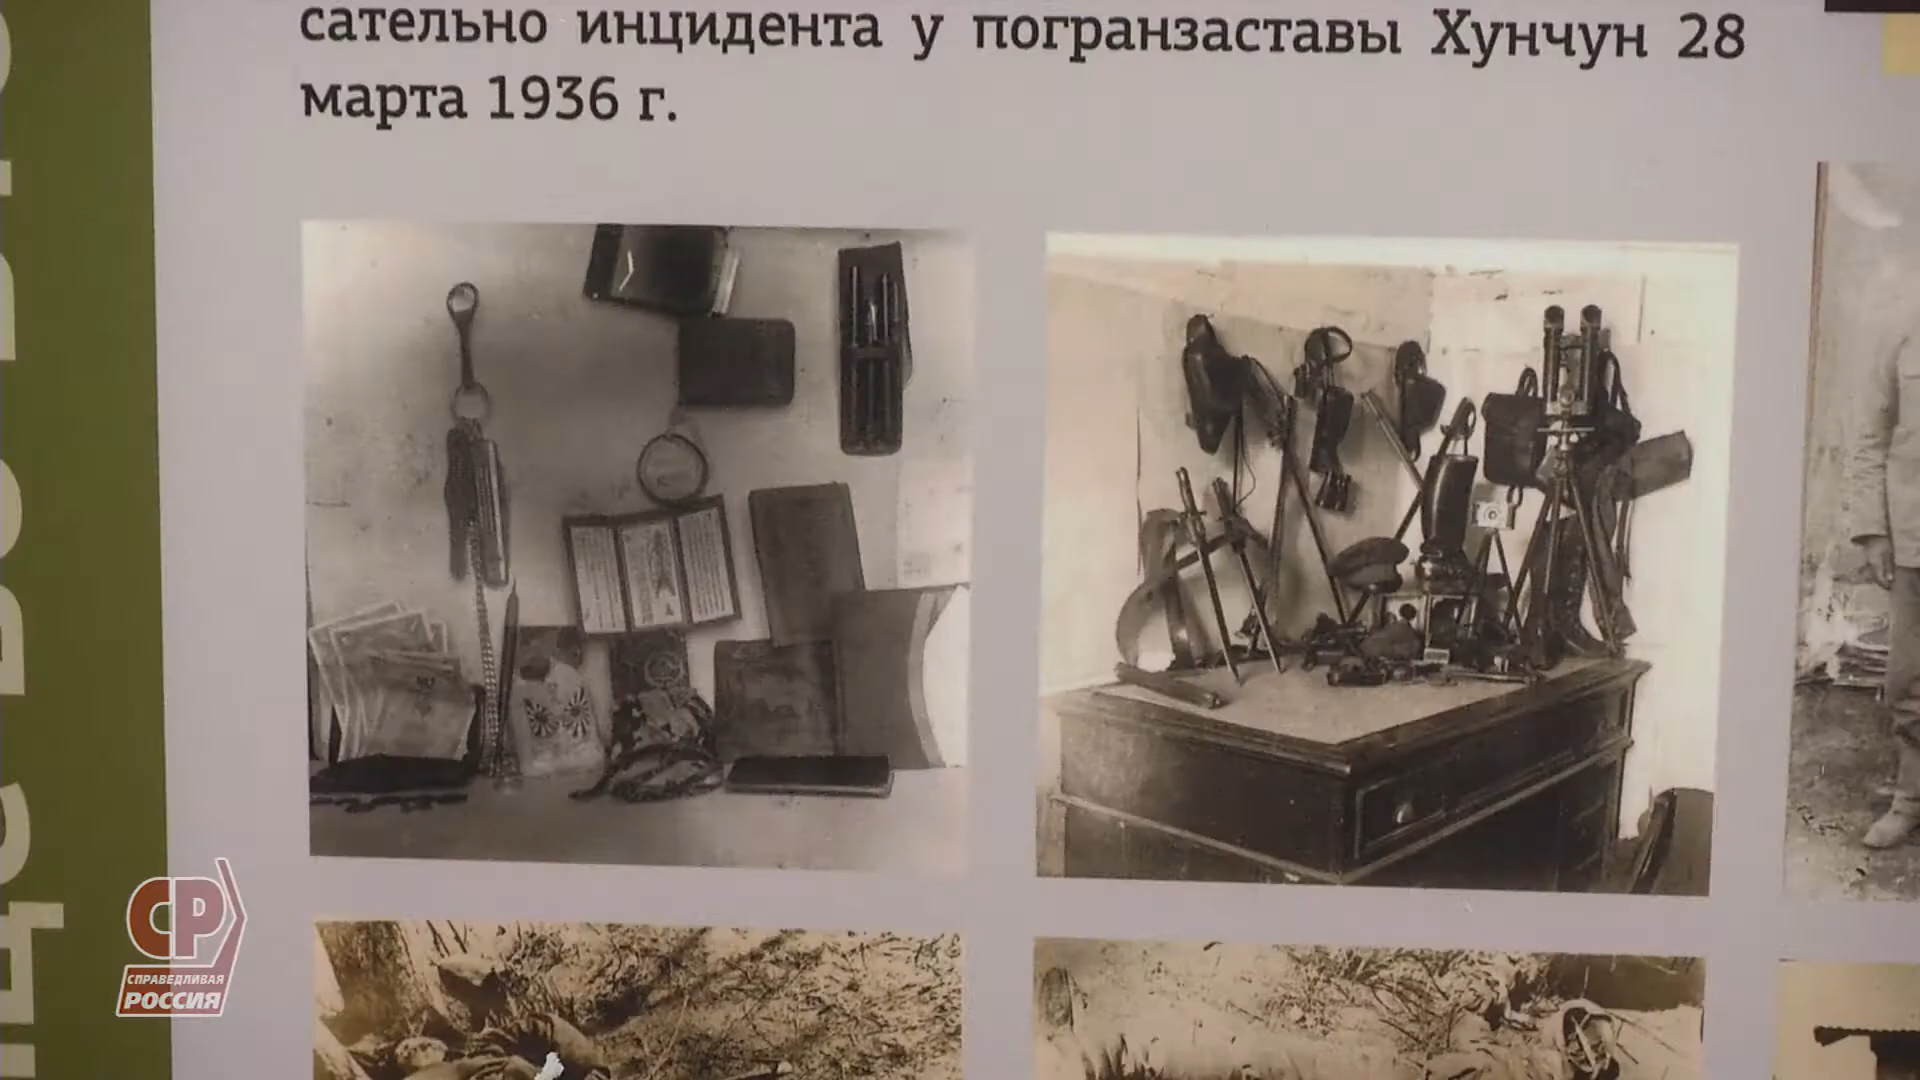 сательно инцидента у погранзаставы Хунчун 28
марта 1936 г.
СР
СПРАВЕДЛИВАЯ
РОССИЯ